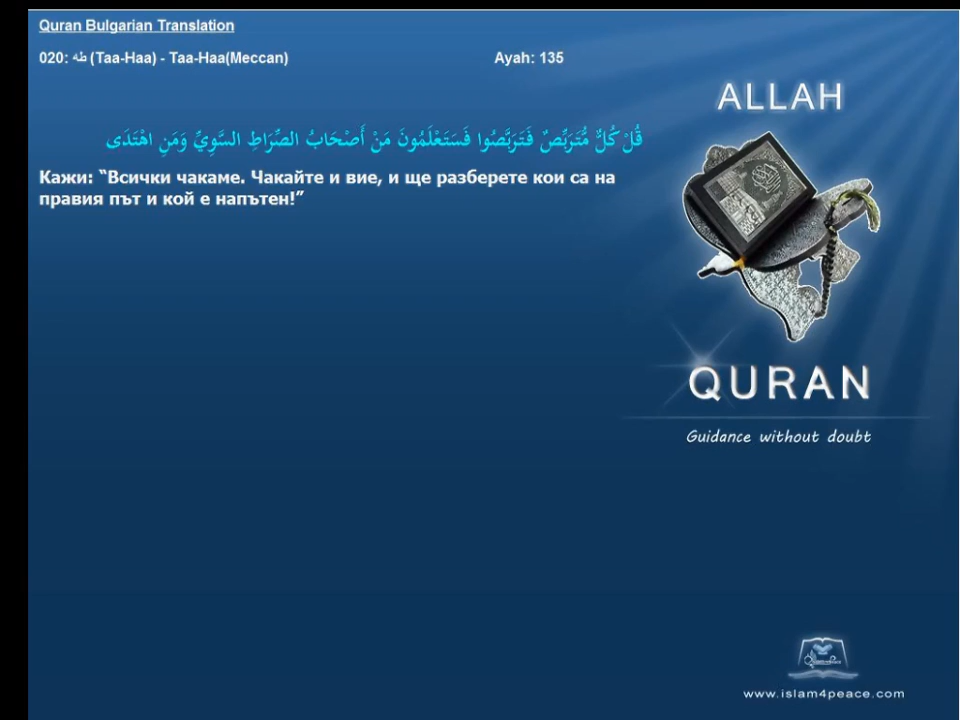 Quran Bulgarian Translation
020: طه (Taa-Haa) - Taa-Haa(Meccan) Ayah: 135
قُلْ كُلٌّ مُّتَرَبِّصٌ فَتَرَبَّصُوا فَسَتَعْلَمُونَ مَنْ أَصْحَابُ الصِّرَاطِ السَّوِيِّ وَمَنِ اهْتَدَى
Кажи: “Всички чакаме. Чакайте и вие, и ще разберете кои са на
правия път и кой е напътен!”
ALLAH
QURAN
Guidance without doubt
www.islam4peace.com